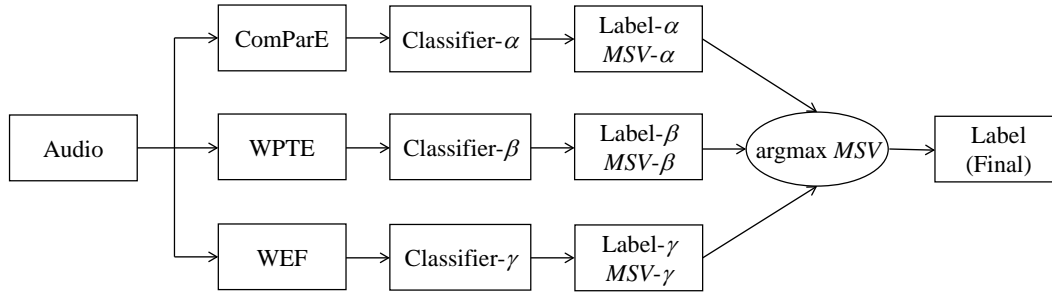 ComParE
Classifier-α
Label-α
MSV-α
Audio
WPTE
Classifier-β
Label-β
MSV-β
argmax MSV
Label
(Final)
WEF
Classifier-γ
Label-γ
MSV-γ